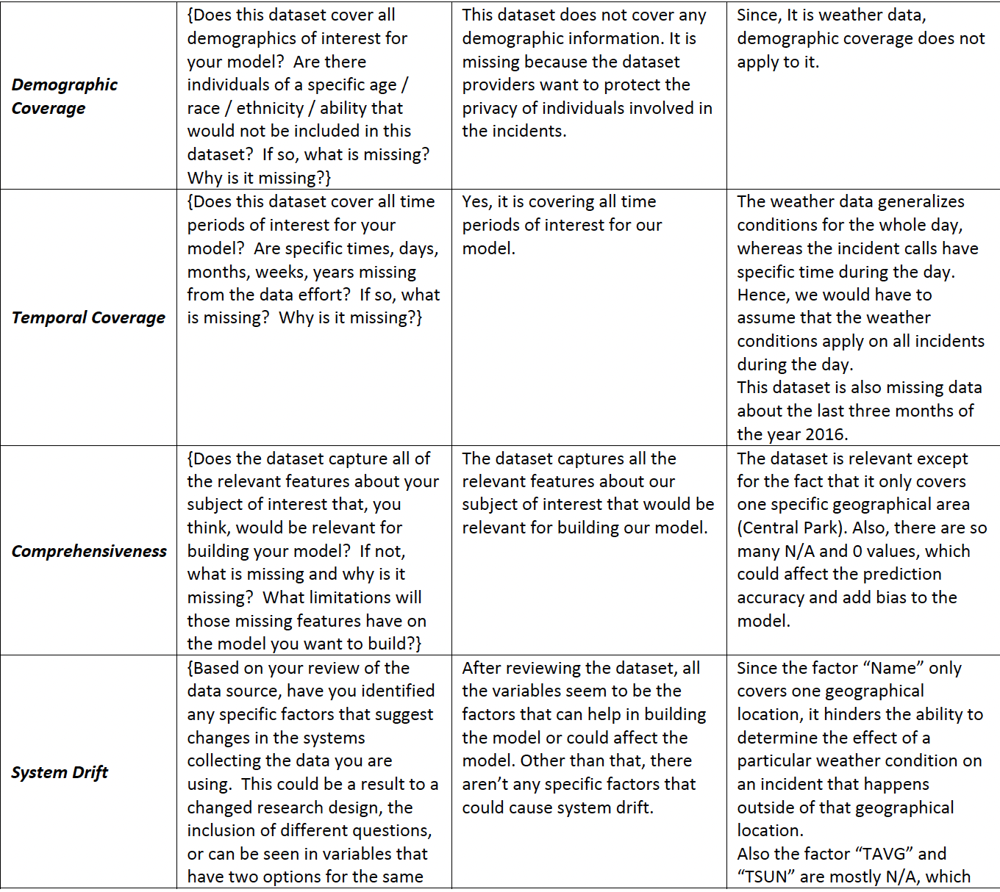 Demographic
Coverage
{Does this dataset cover all
demographics of interest for
your model?  Are there
individuals of a specific age /
race / ethnicity / ability that
would not be included in this
dataset?  If so, what is missing?
Why is it missing?}
This dataset does not cover any
demographic information. It is
missing because the dataset
providers want to protect the
privacy of individuals involved in
the incidents.
Since, It is weather data,
demographic coverage does not
apply to it.
Temporal Coverage
{Does this dataset cover all time
periods of interest for your
model?  Are specific times, days,
months, weeks, years missing
from the data effort?  If so, what
is missing?  Why is it missing?}
Yes, it is covering all time
periods of interest for our
model.
The weather data generalizes
conditions for the whole day,
whereas the incident calls have
specific time during the day.
Hence, we would have to
assume that the weather
conditions apply on all incidents
during the day.
This dataset is also missing data
about the last three months of
the year 2016.
Comprehensiveness
{Does the dataset capture all of
the relevant features about your
subject of interest that, you
think, would be relevant for
building your model?  If not,
what is missing and why is it
missing?  What limitations will
those missing features have on
the model you want to build?}
The dataset captures all the
relevant features about our
subject of interest that would be
relevant for building our model.
The dataset is relevant except
for the fact that it only covers
one specific geographical area
(Central Park). Also, there are so
many N/A and 0 values, which
could affect the prediction
accuracy and add bias to the
model.
System Drift
{Based on your review of the
data source, have you identified
any specific factors that suggest
changes in the systems
collecting the data you are
using.  This could be a result to a
changed research design, the
inclusion of different questions,
or can be seen in variables that
have two options for the same
After reviewing the dataset, all
the variables seem to be the
factors that can help in building
the model or could affect the
model. Other than that, there
aren’t any specific factors that
could cause system drift.
Since the factor “Name” only
covers one geographical
location, it hinders the ability to
determine the effect of a
particular weather condition on
an incident that happens
outside of that geographical
location.
Also the factor “TAVG” and
“TSUN” are mostly N/A, which